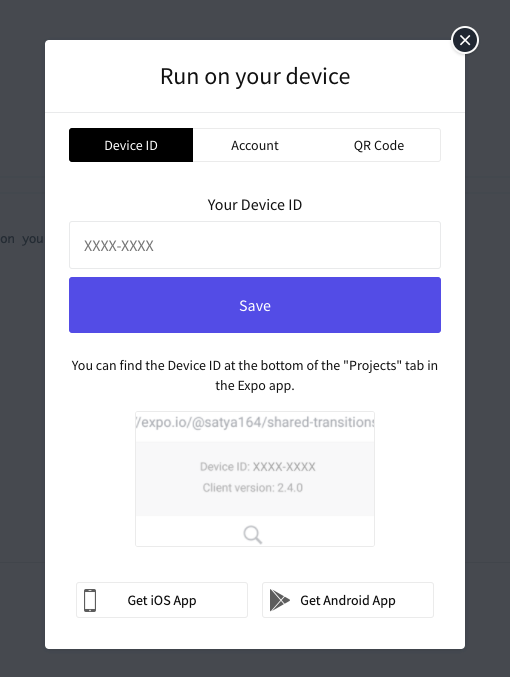 Run on your device
Device ID Account QR Code
on you
Your Device ID
XXXX-XXXX
Save
You can find the Device ID at the bottom of the "Projects" tab in
the Expo app.
/expo.io/@satya164/shared-transitions
Device ID: XXXX-XXXX
Client version: 2.4.0
Get iOS App Get Android App